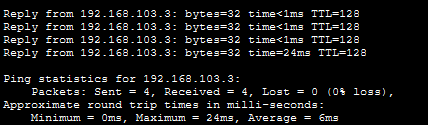 Reply from 192.168.103.3: bytes=32 time<1ms TTL=128
Reply from 192.168.103.3: bytes=32 time<1ms TTL=128
Reply from 192.168.103.3: bytes=32 time<1ms TTL=128
Reply from 192.168.103.3: bytes=32 time=24ms TTL=128
Ping statistics for 192.168.103.3:
Packets: Sent = 4, Received = 4, Lost = 0 (0% loss),
Approximate round trip times in milli-seconds:
Minimum = 0ms, Maximum = 24ms, Average = 6ms